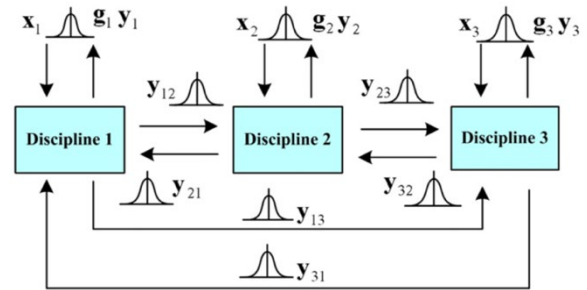 x₁ g₁ y₁ x₂ g₂ y₂ x₃ g₃ y₃
y₁₂ y₂₃
Discipline 1 Discipline 2 Discipline 3
y₂₁ y₃₂
y₁₃
y₃₁